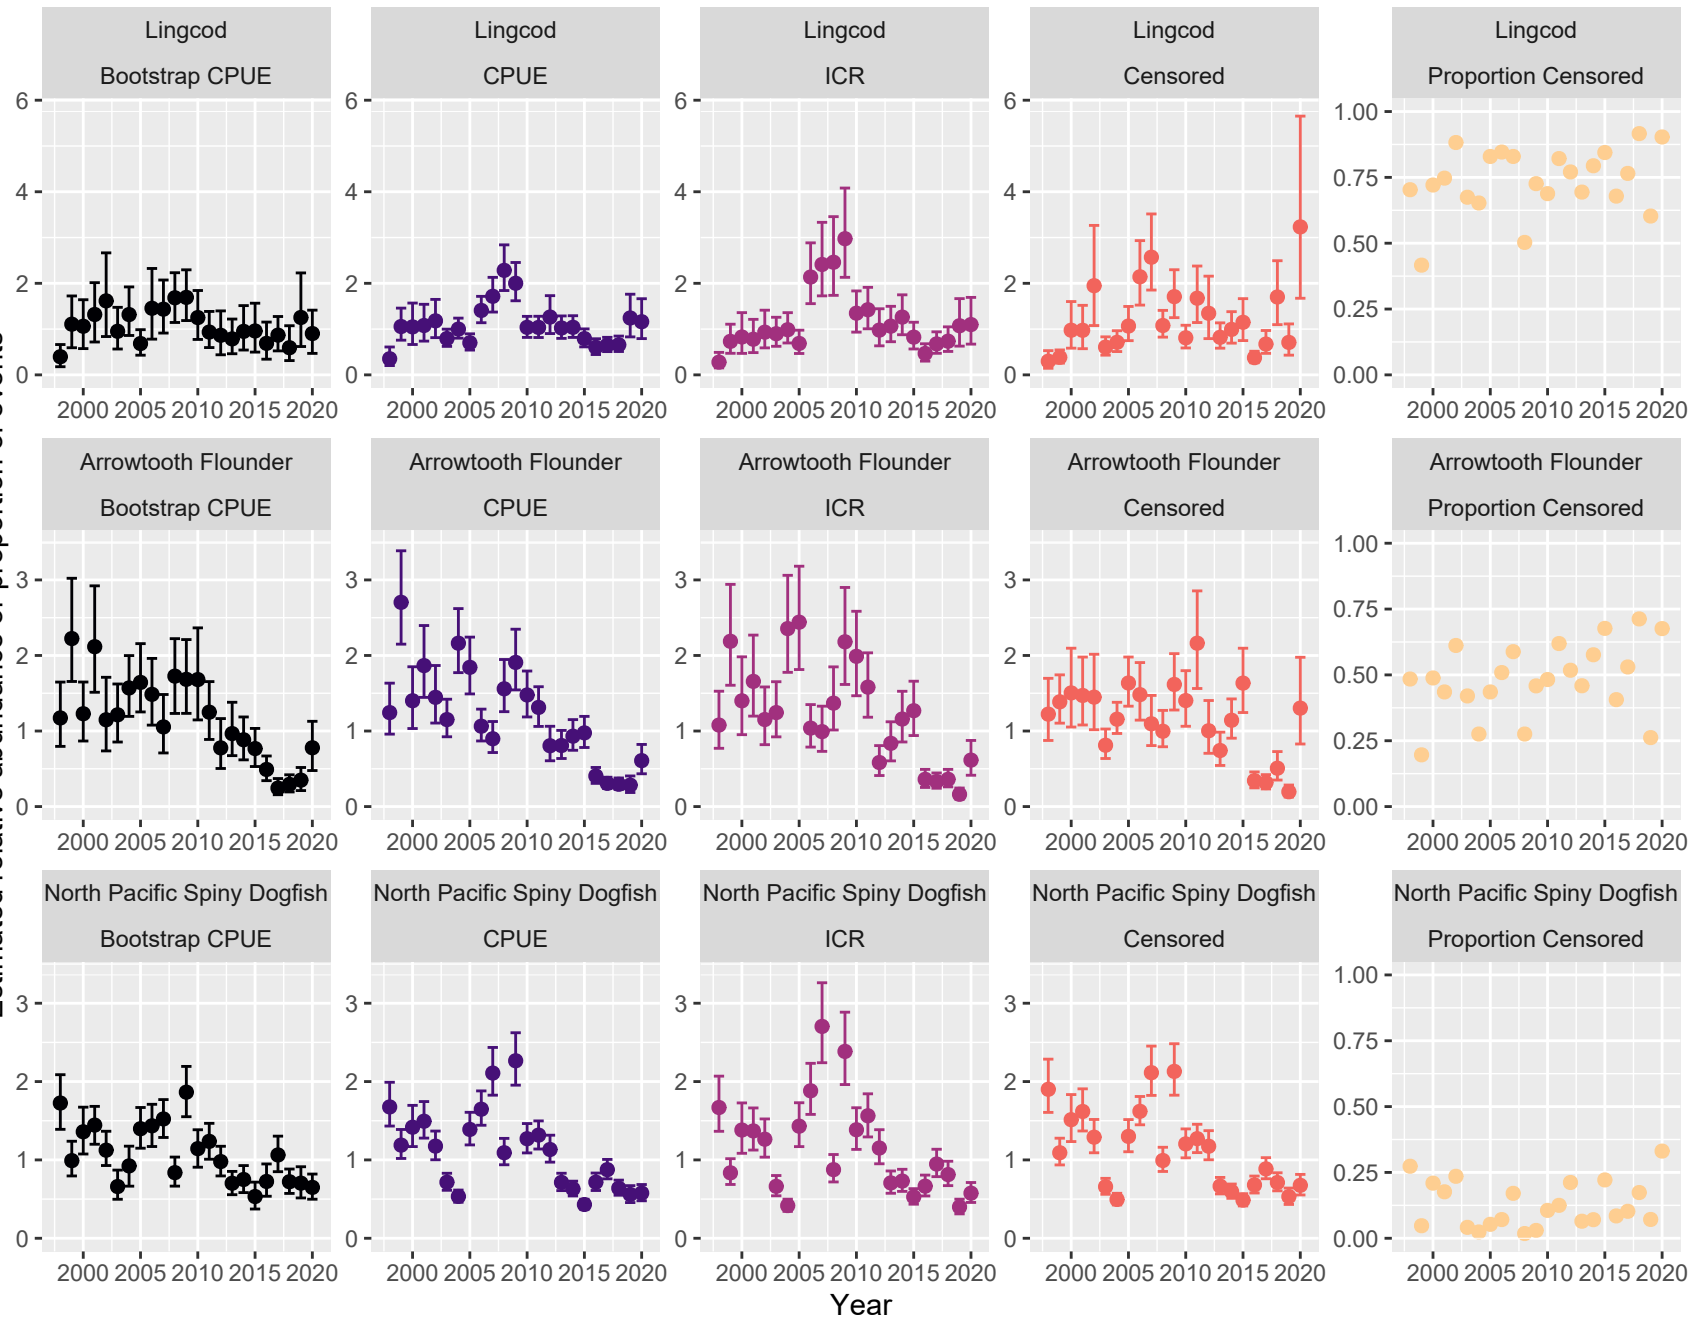 Lingcod Lingcod Lingcod Lingcod Lingcod
Bootstrap CPUE CPUE ICR Censored Proportion Censored
6 6 6 6 1.00
4 4 4 4 0.75
0.50
2 2 2 2 0.25
0 0 0 0 0.00
2000 2005 2010 2015 2020 2000 2005 2010 2015 2020 2000 2005 2010 2015 2020 2000 2005 2010 2015 2020 2000 2005 2010 2015 2020
Arrowtooth Flounder Arrowtooth Flounder Arrowtooth Flounder Arrowtooth Flounder Arrowtooth Flounder
Bootstrap CPUE CPUE ICR Censored Proportion Censored
1.00
3 3 3 3 0.75
2 2 2 2 0.50
1 1 1 1 0.25
0 0 0 0 0.00
2000 2005 2010 2015 2020 2000 2005 2010 2015 2020 2000 2005 2010 2015 2020 2000 2005 2010 2015 2020 2000 2005 2010 2015 2020
North Pacific Spiny Dogfish North Pacific Spiny Dogfish North Pacific Spiny Dogfish North Pacific Spiny Dogfish North Pacific Spiny Dogfish
Bootstrap CPUE CPUE ICR Censored Proportion Censored
1.00
3 3 3 3 0.75
2 2 2 2 0.50
1 1 1 1 0.25
0 0 0 0 0.00
2000 2005 2010 2015 2020 2000 2005 2010 2015 2020 2000 2005 2010 2015 2020 2000 2005 2010 2015 2020 2000 2005 2010 2015 2020
Year